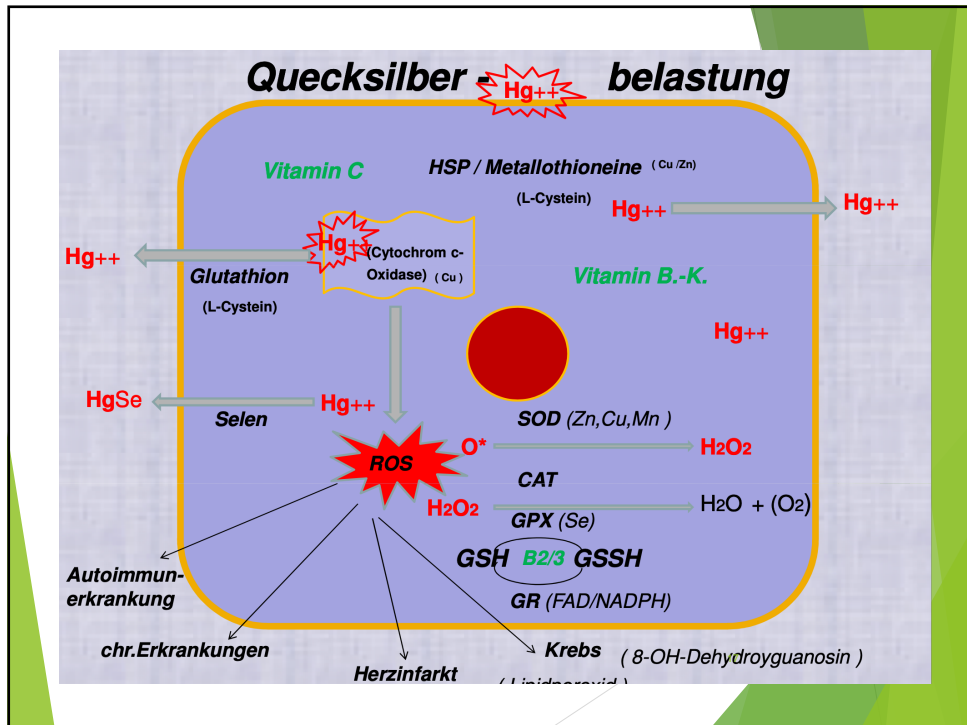 Quecksilber - Hg++ belastung
Vitamin C
HSP / Metallothioneine ( Cu /Zn)
(L-Cystein)
Hg++
Hg++
Hg++
Hg++
(Cytochrom c-
Oxidase) ( Cu )
Glutathion
(L-Cystein)
Vitamin B.-K.
Hg++
HgSe
Selen
Hg++
SOD (Zn,Cu,Mn )
ROS
O*
H2O2
CAT
H2O2
H2O + (O2)
GPX (Se)
GSH B2/3 GSSH
GR (FAD/NADPH)
Autoimmun-
erkrankung
chr.Erkrankungen
Herzinfarkt
Krebs
( 8-OH-Dehydroyguanosin )
( Lipidperoxid )